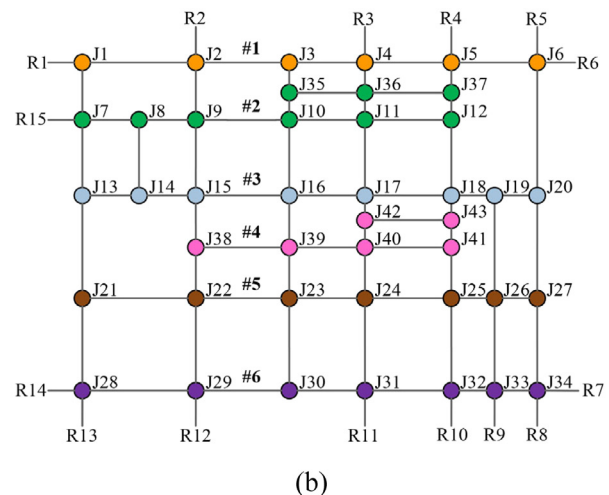 R2 R3 R4 R5
R1 J1 J2 #1 J3 J4 J5 J6 R6
J35 J36 J37
R15 J7 J8 J9 #2 J10 J11 J12
J13 J14 J15 #3 J16 J17 J18 J19 J20
J42 J43
J38 #4 J39 J40 J41
J21 J22 #5 J23 J24 J25 J26 J27
R14 J28 J29 #6 J30 J31 J32 J33 J34 R7
R13 R12 R11 R10 R9 R8
(b)